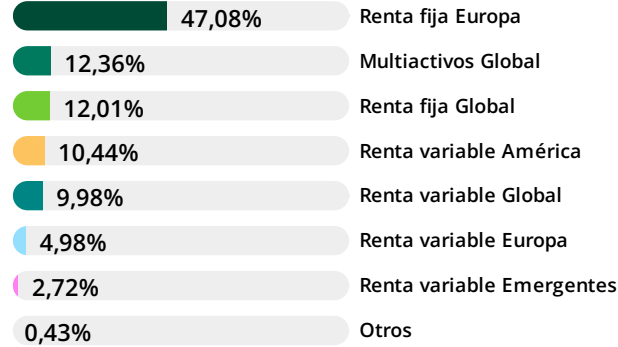 47,08% Renta fija Europa
12,36% Multiactivos Global
12,01% Renta fija Global
10,44% Renta variable América
9,98% Renta variable Global
4,98% Renta variable Europa
2,72% Renta variable Emergentes
0,43% Otros